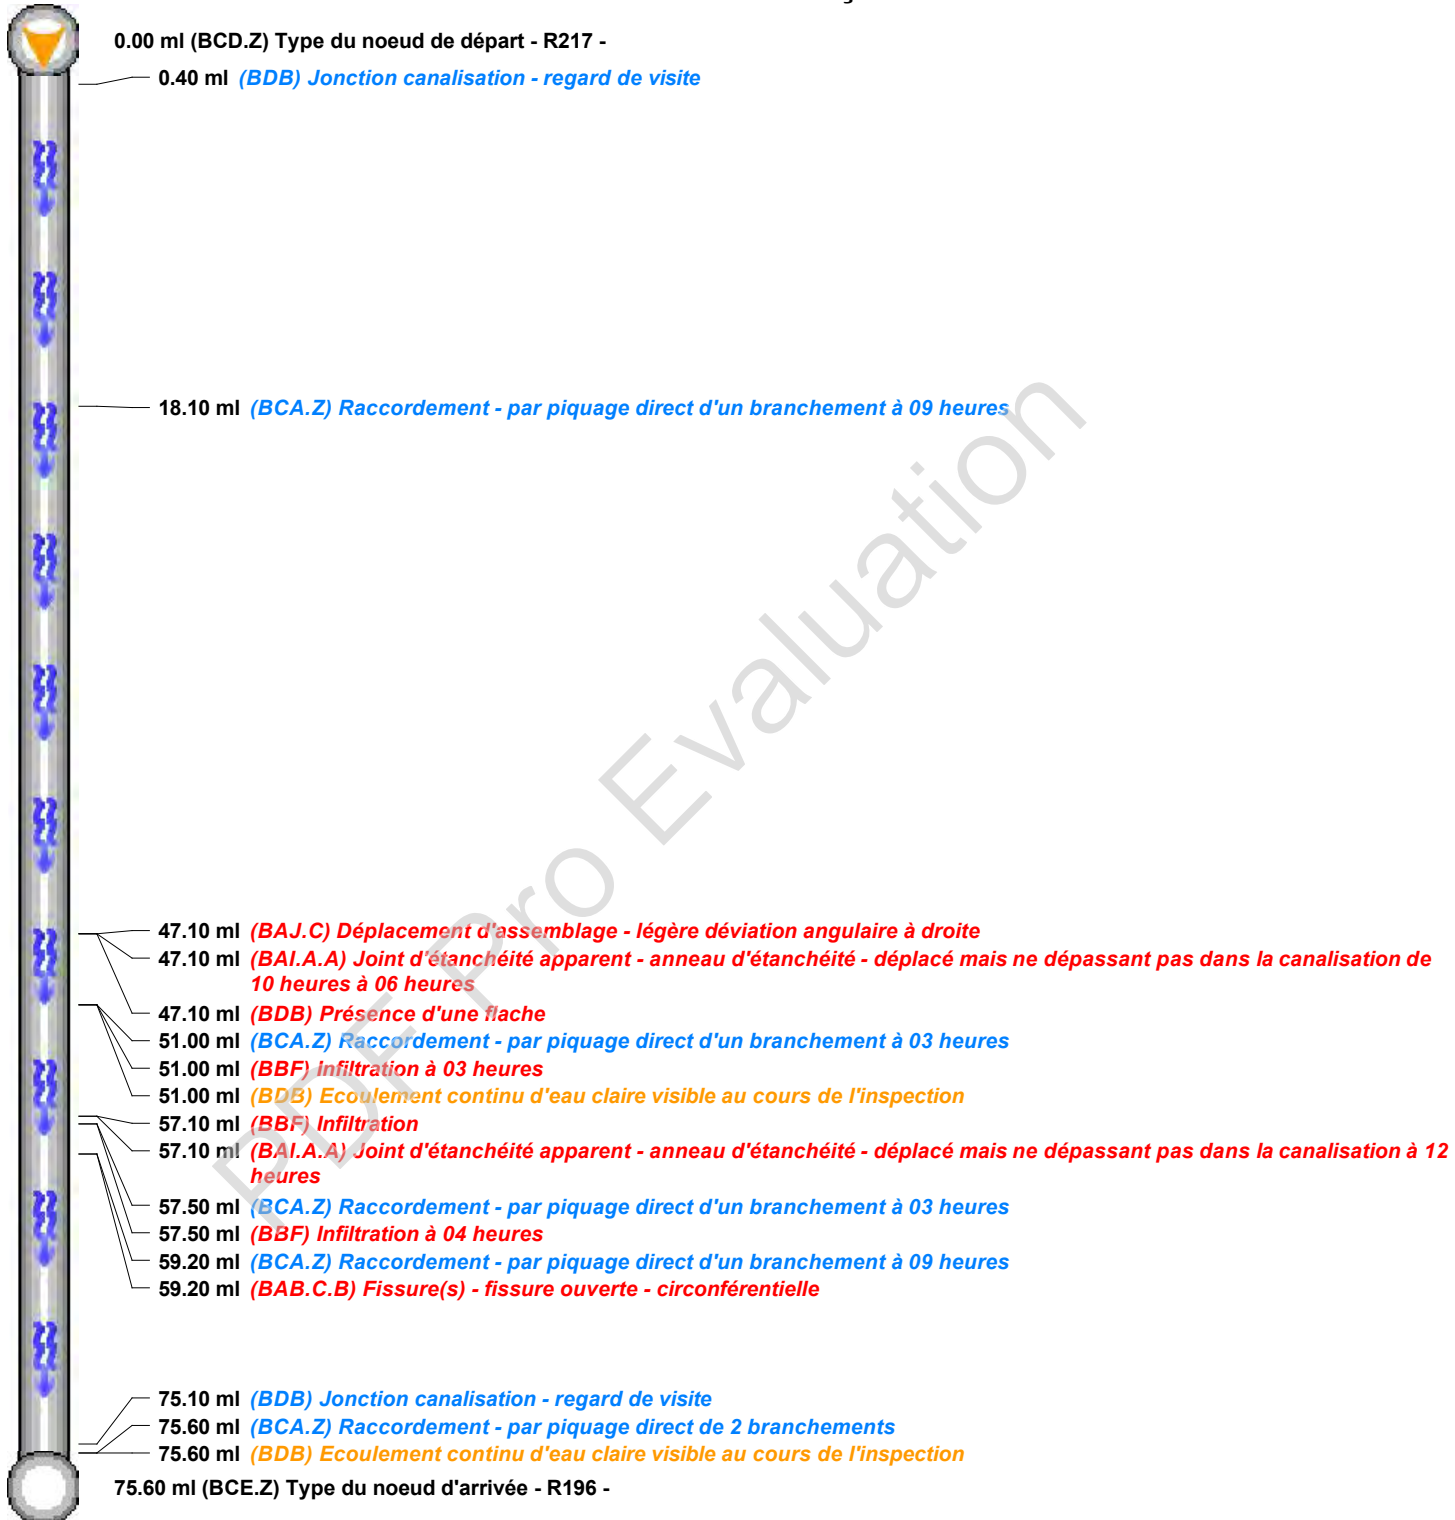 0.00 ml (BCD.Z) Type du noeud de départ - R217 -
0.40 ml (BDB) Jonction canalisation - regard de visite
18.10 ml (BCA.Z) Raccordement - par piquage direct d'un branchement à 09 heures
47.10 ml (BAJ.C) Déplacement d'assemblage - légère déviation angulaire à droite
47.10 ml (BAI.A.A) Joint d'étanchéité apparent - anneau d'étanchéité - déplacé mais ne dépassant pas dans la canalisation de
10 heures à 06 heures
47.10 ml (BDB) Présence d'une flache
51.00 ml (BCA.Z) Raccordement - par piquage direct d'un branchement à 03 heures
51.00 ml (BBF) Infiltration à 03 heures
51.00 ml (BDB) Ecoulement continu d'eau claire visible au cours de l'inspection
57.10 ml (BBF) Infiltration
57.10 ml (BAI.A.A) Joint d'étanchéité apparent - anneau d'étanchéité - déplacé mais ne dépassant pas dans la canalisation à 12
heures
57.50 ml (BCA.Z) Raccordement - par piquage direct d'un branchement à 03 heures
57.50 ml (BBF) Infiltration à 04 heures
59.20 ml (BCA.Z) Raccordement - par piquage direct d'un branchement à 09 heures
59.20 ml (BAB.C.B) Fissure(s) - fissure ouverte - circonférentielle
75.10 ml (BDB) Jonction canalisation - regard de visite
75.60 ml (BCA.Z) Raccordement - par piquage direct de 2 branchements
75.60 ml (BDB) Ecoulement continu d'eau claire visible au cours de l'inspection
75.60 ml (BCE.Z) Type du noeud d'arrivée - R196 -
PDF Pro Evaluation